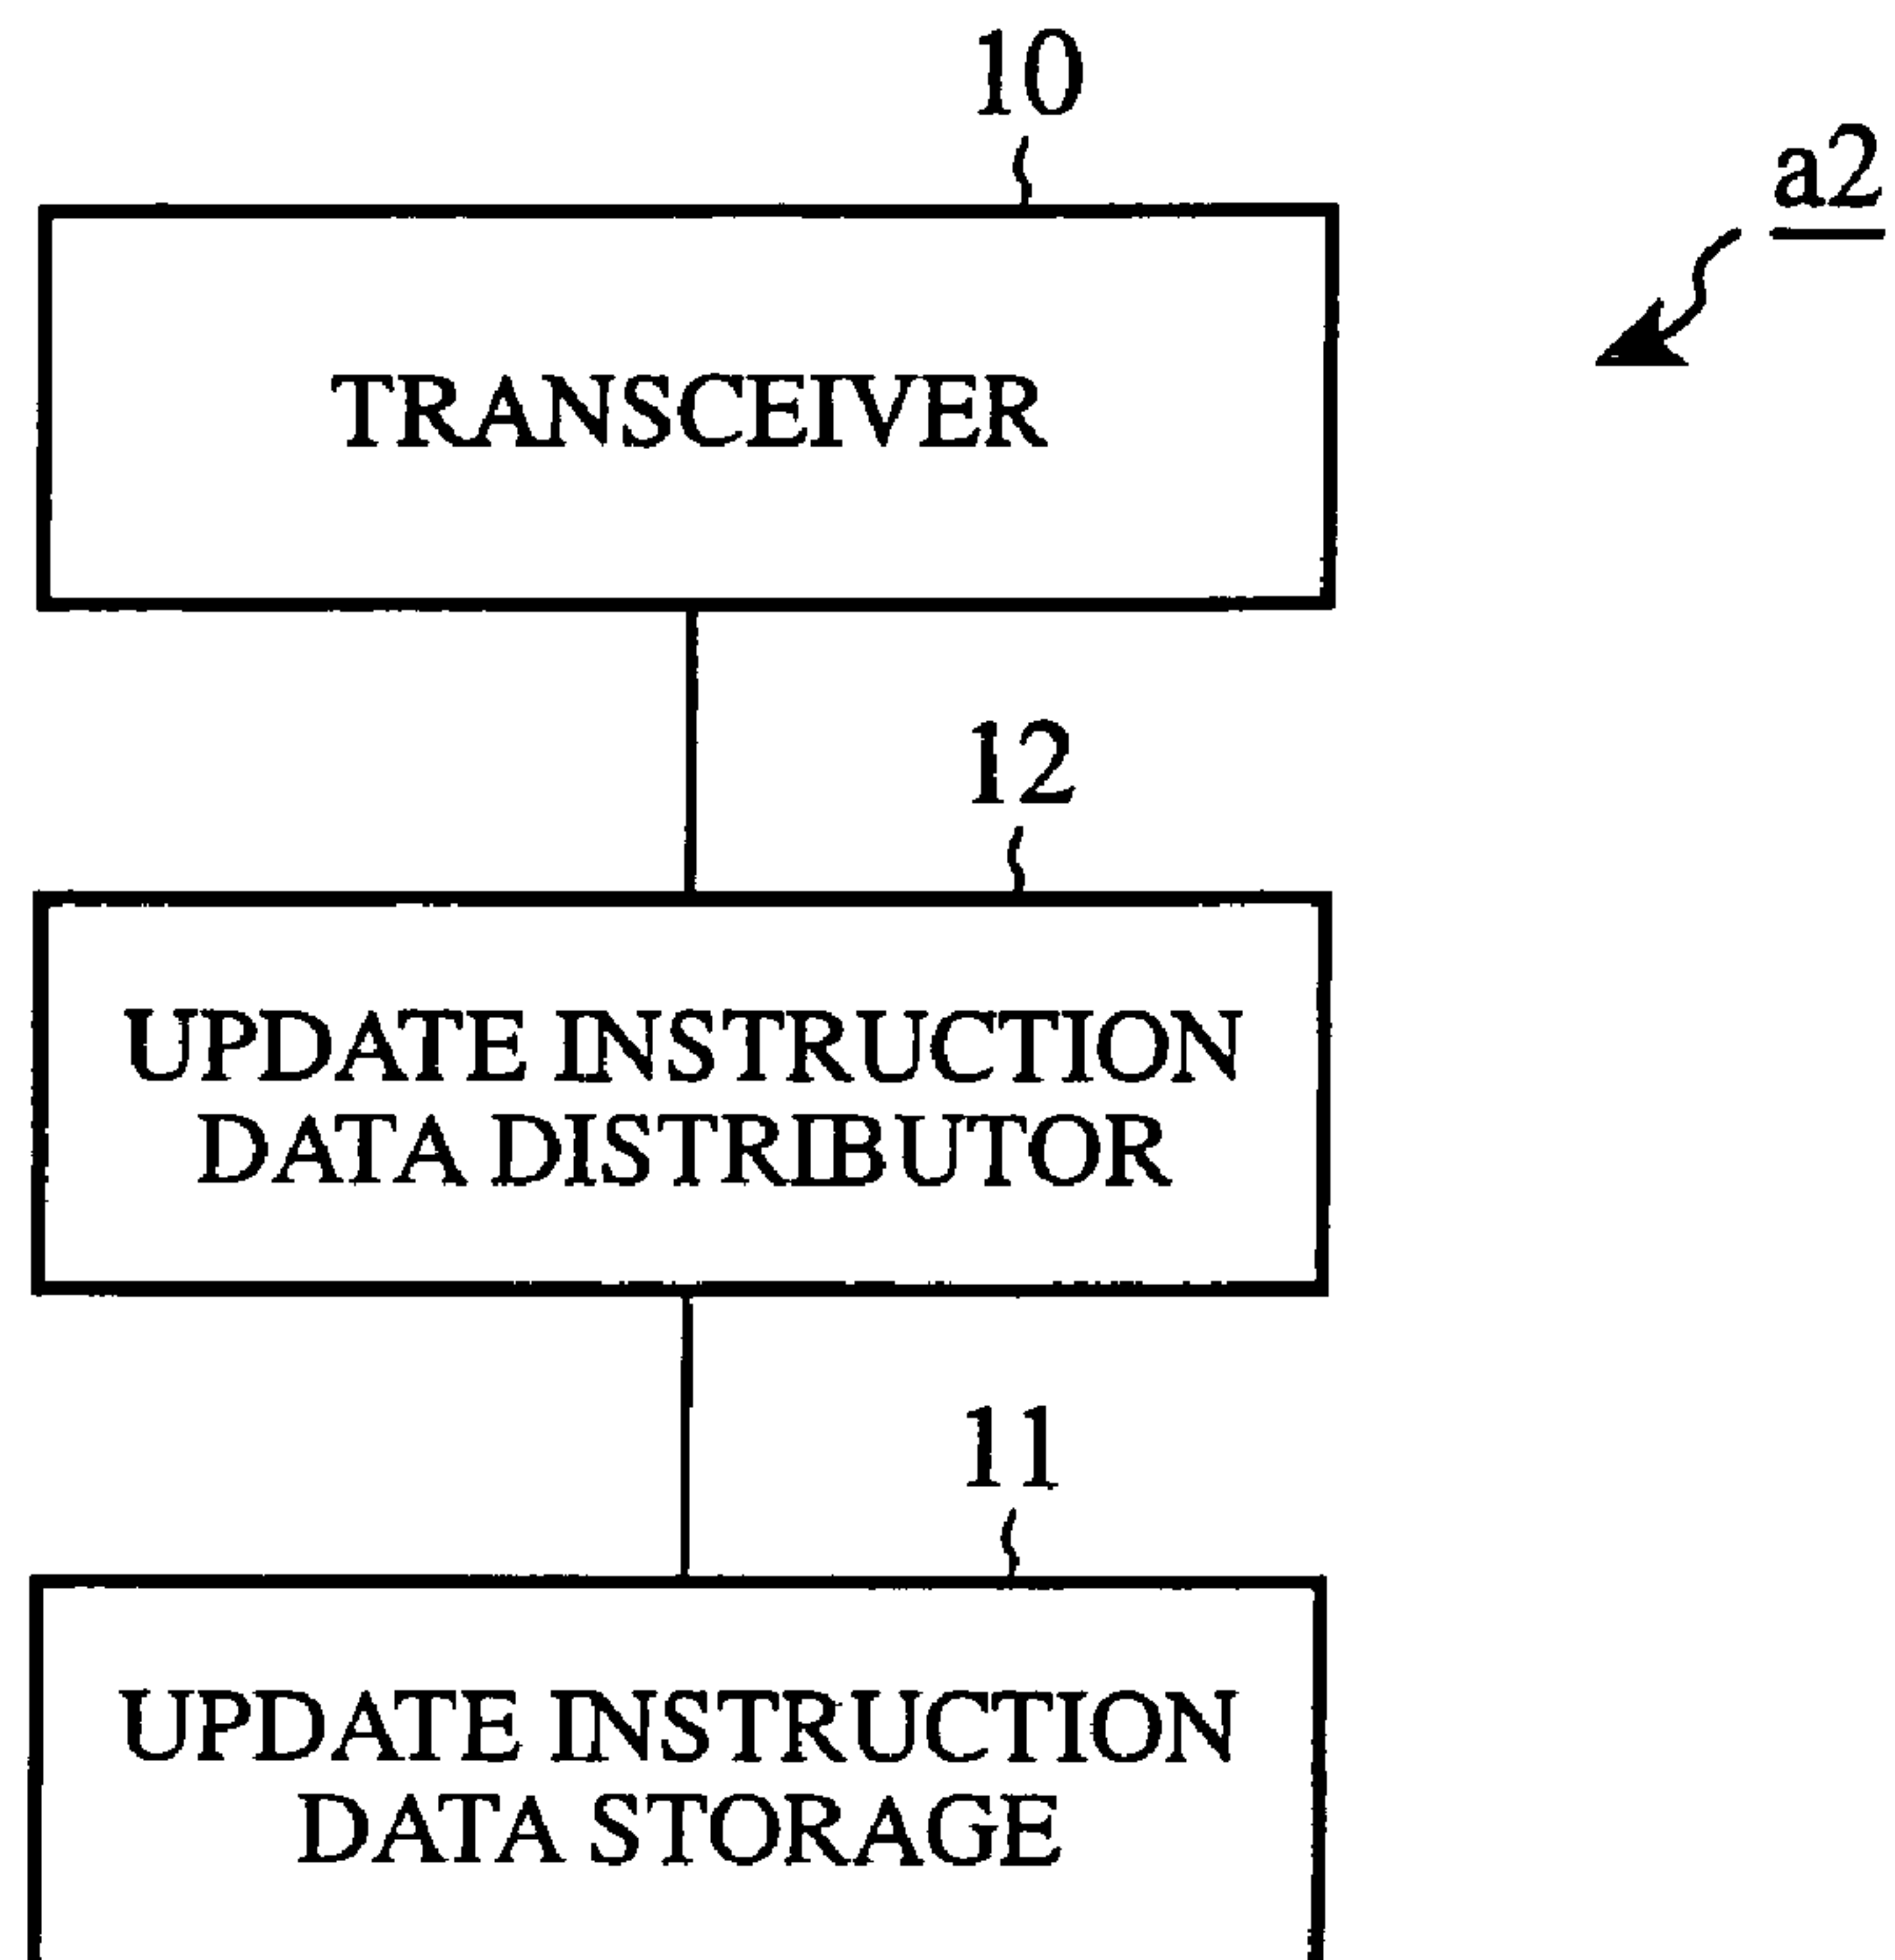 10
a2
TRANSCEIVER
12
UPDATE INSTRUCTION
DATA DISTRIBUTOR
11
UPDATE INSTRUCTION
DATA STORAGE